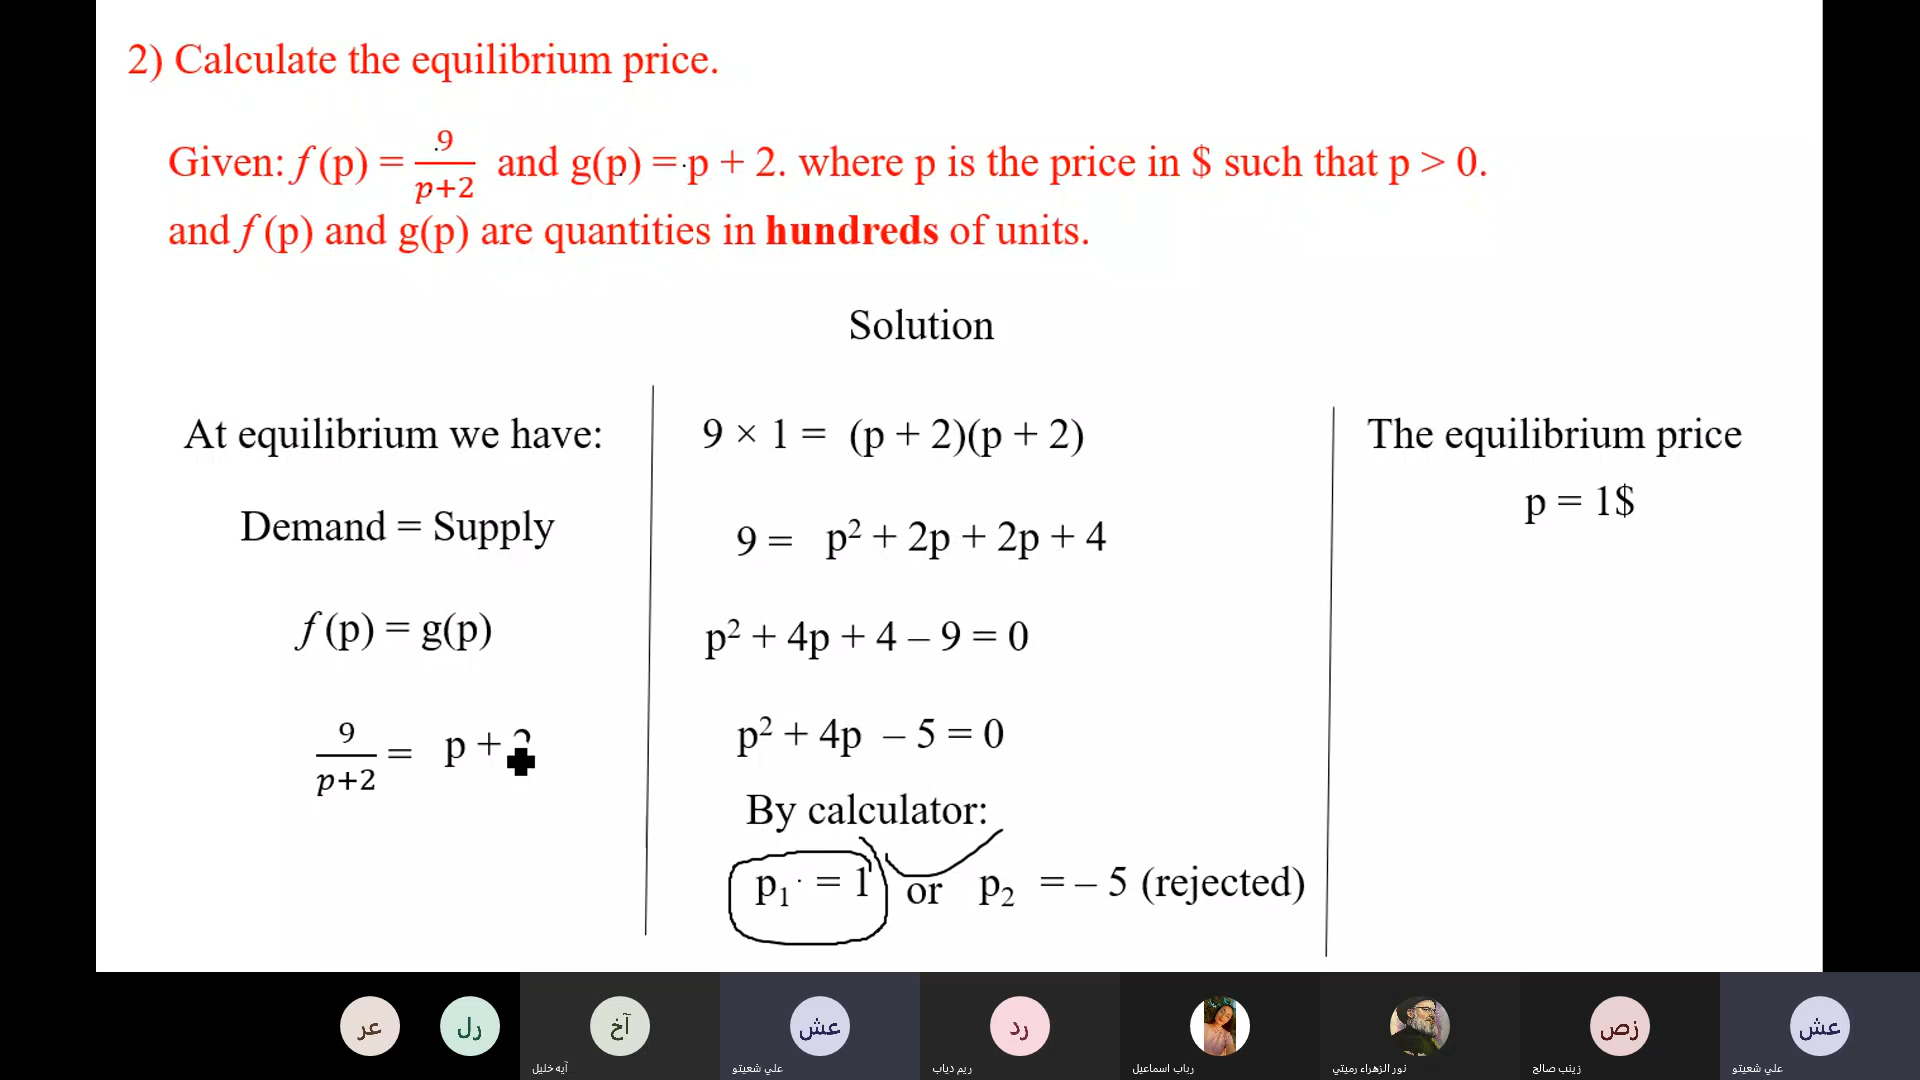 2) Calculate the equilibrium price.
Given: f (p) = 9/(p+2) and g(p) = p + 2. where p is the price in $ such that p > 0.
and f (p) and g(p) are quantities in hundreds of units.
Solution
At equilibrium we have:
Demand = Supply
f (p) = g(p)
9/(p+2) = p +
9 × 1 = (p + 2)(p + 2)
9 = p² + 2p + 2p + 4
p² + 4p + 4 – 9 = 0
p² + 4p – 5 = 0
By calculator:
p₁ = 1 or p₂ = – 5 (rejected)
The equilibrium price
p = 1$
عر
رل
آخ
آيه خليل
عش
علي شعيتو
رد
ريم دياب
رباب اسماعيل
نور الزهراء رميتي
زص
زينب صالح
عش
علي شعيتو